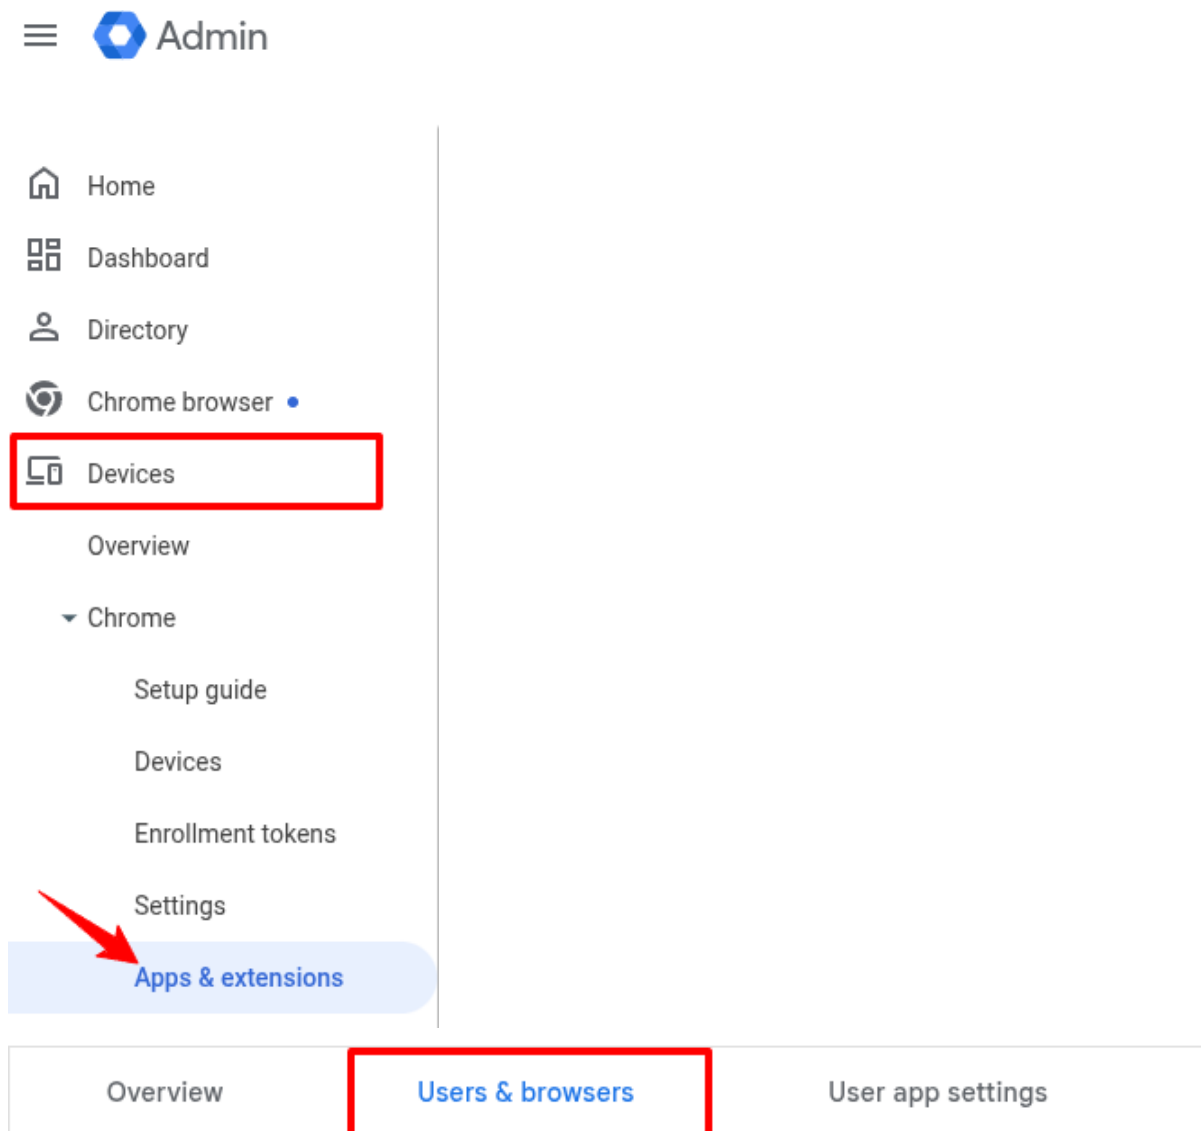 Admin
Home
Dashboard
Directory
Chrome browser
Devices
Overview
Chrome
Setup guide
Devices
Enrollment tokens
Settings
Apps & extensions
Overview Users & browsers User app settings